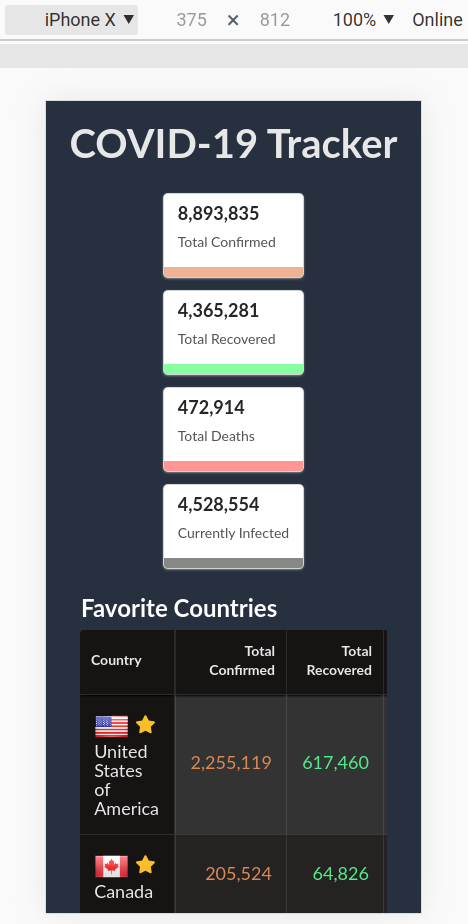 iPhone X ▼ 375 × 812 100% ▼ Online
COVID-19 Tracker
8,893,835
Total Confirmed
4,365,281
Total Recovered
472,914
Total Deaths
4,528,554
Currently Infected
Favorite Countries
Country Total Confirmed Total Recovered
United
States
of
America
2,255,119 617,460
Canada
205,524 64,826